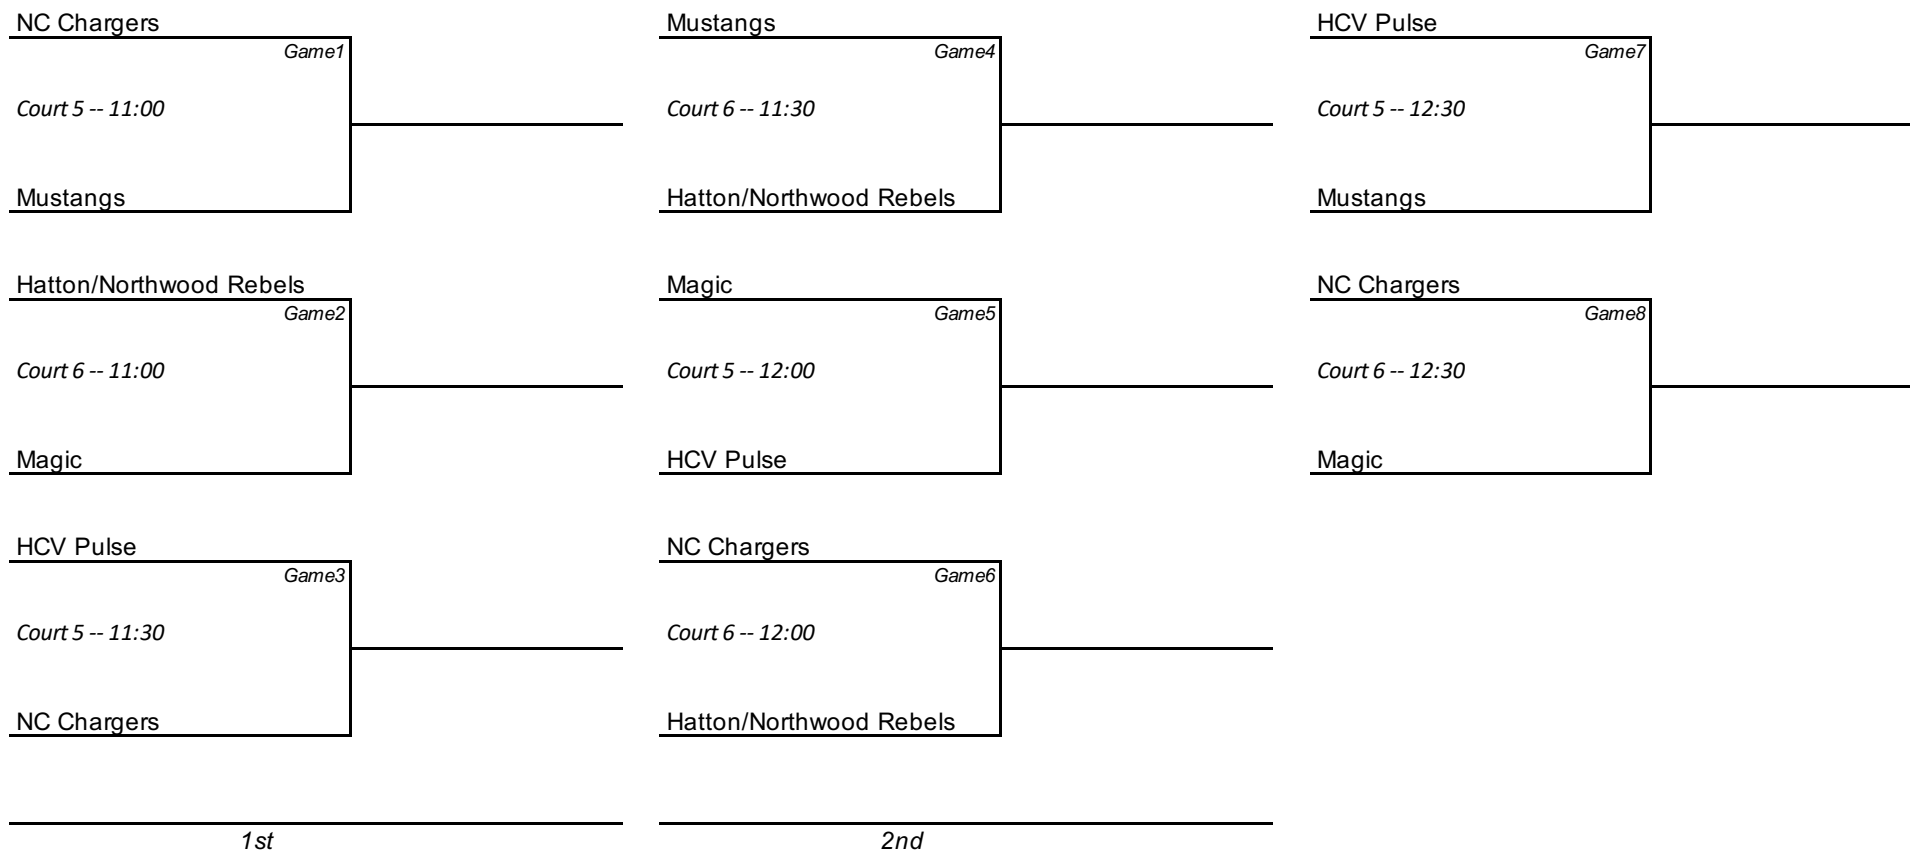 NC Chargers
Game1
Court 5 -- 11:00
Mustangs
Hatton/Northwood Rebels
Game2
Court 6 -- 11:00
Magic
HCV Pulse
Game3
Court 5 -- 11:30
NC Chargers
1st
Mustangs
Game4
Court 6 -- 11:30
Hatton/Northwood Rebels
Magic
Game5
Court 5 -- 12:00
HCV Pulse
NC Chargers
Game6
Court 6 -- 12:00
Hatton/Northwood Rebels
2nd
HCV Pulse
Game7
Court 5 -- 12:30
Mustangs
NC Chargers
Game8
Court 6 -- 12:30
Magic